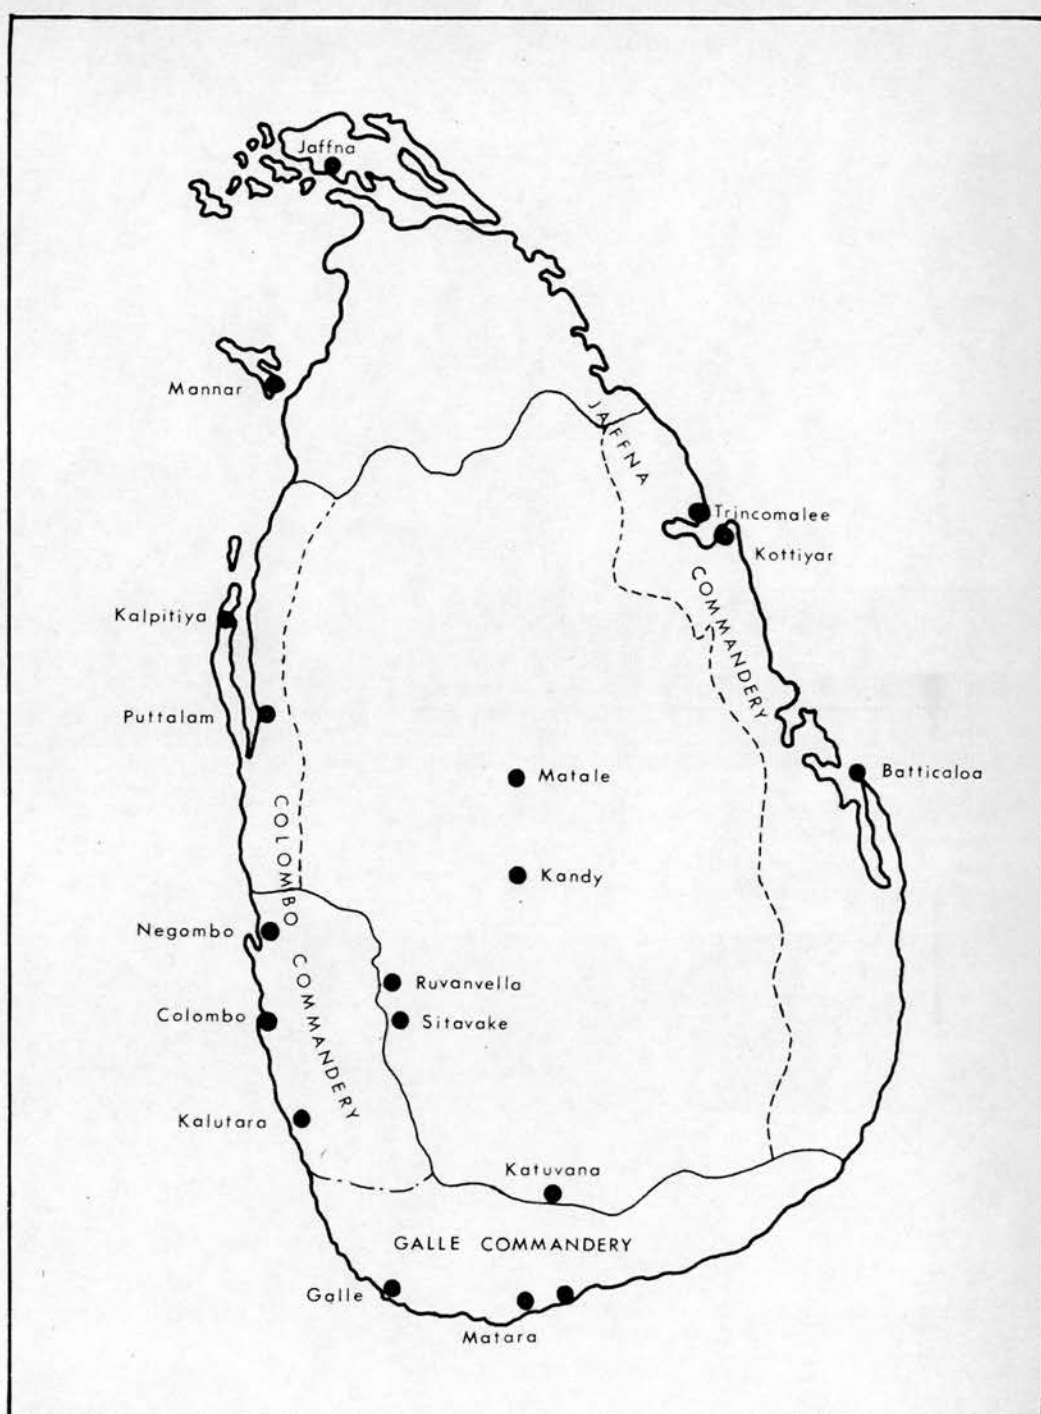 Jaffna
Mannar
JAFFNA
Trincomalee
Kottiyar
COMMANDERY
Kalpitiya
Puttalam
Matale
Batticaloa
COLOMBO
Kandy
Negombo
COMMANDERY
Ruvanvella
Colombo
Sitavake
Kalutara
Katuvana
GALLE COMMANDERY
Galle
Matara